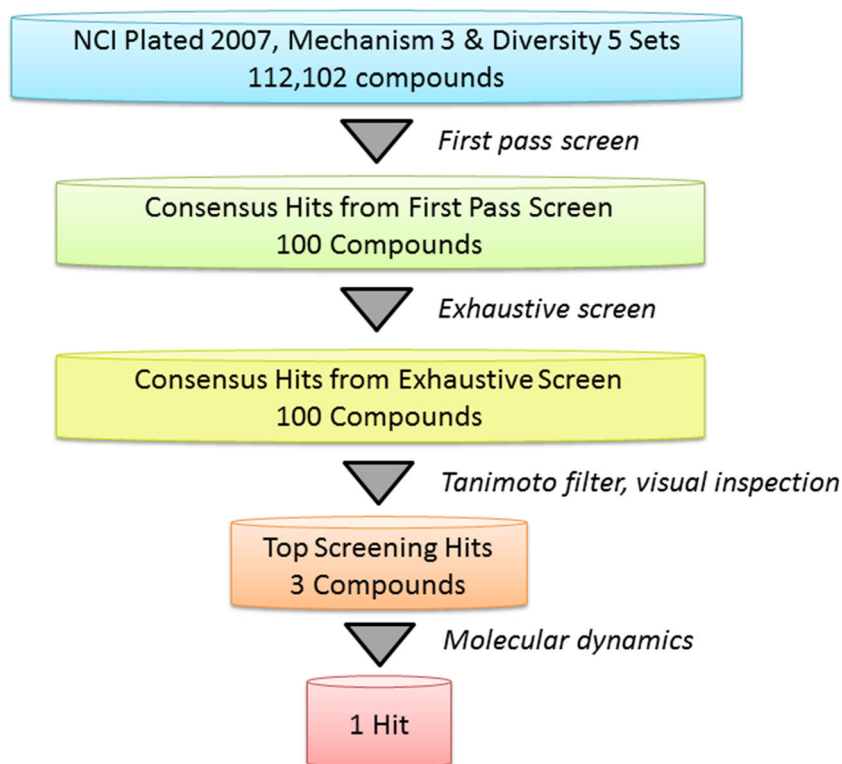 NCI Plated 2007, Mechanism 3 & Diversity 5 Sets
112,102 compounds
First pass screen
Consensus Hits from First Pass Screen
100 Compounds
Exhaustive screen
Consensus Hits from Exhaustive Screen
100 Compounds
Tanimoto filter, visual inspection
Top Screening Hits
3 Compounds
Molecular dynamics
1 Hit